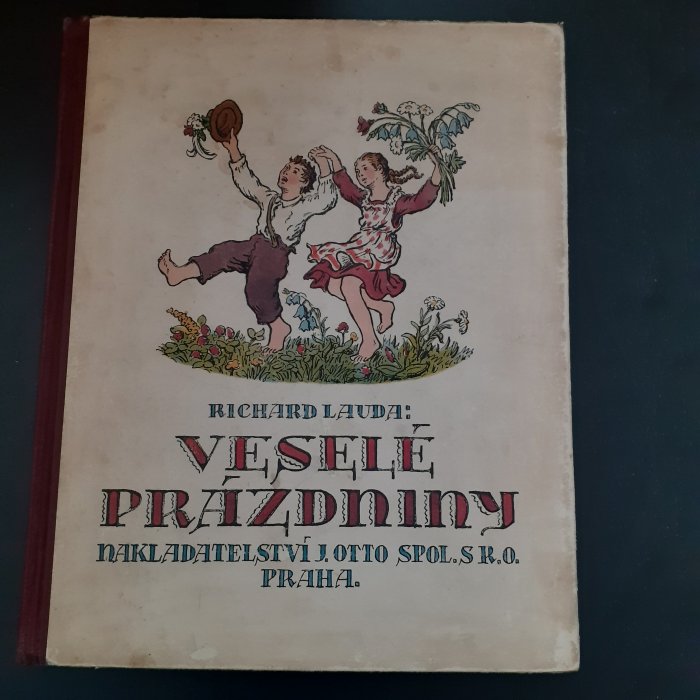 RICHARD LAUDA:
VESELÉ
PRÁZDNINY
NAKLADATELSTVÍ J. OTTO SPOL. S R. O.
PRAHA.